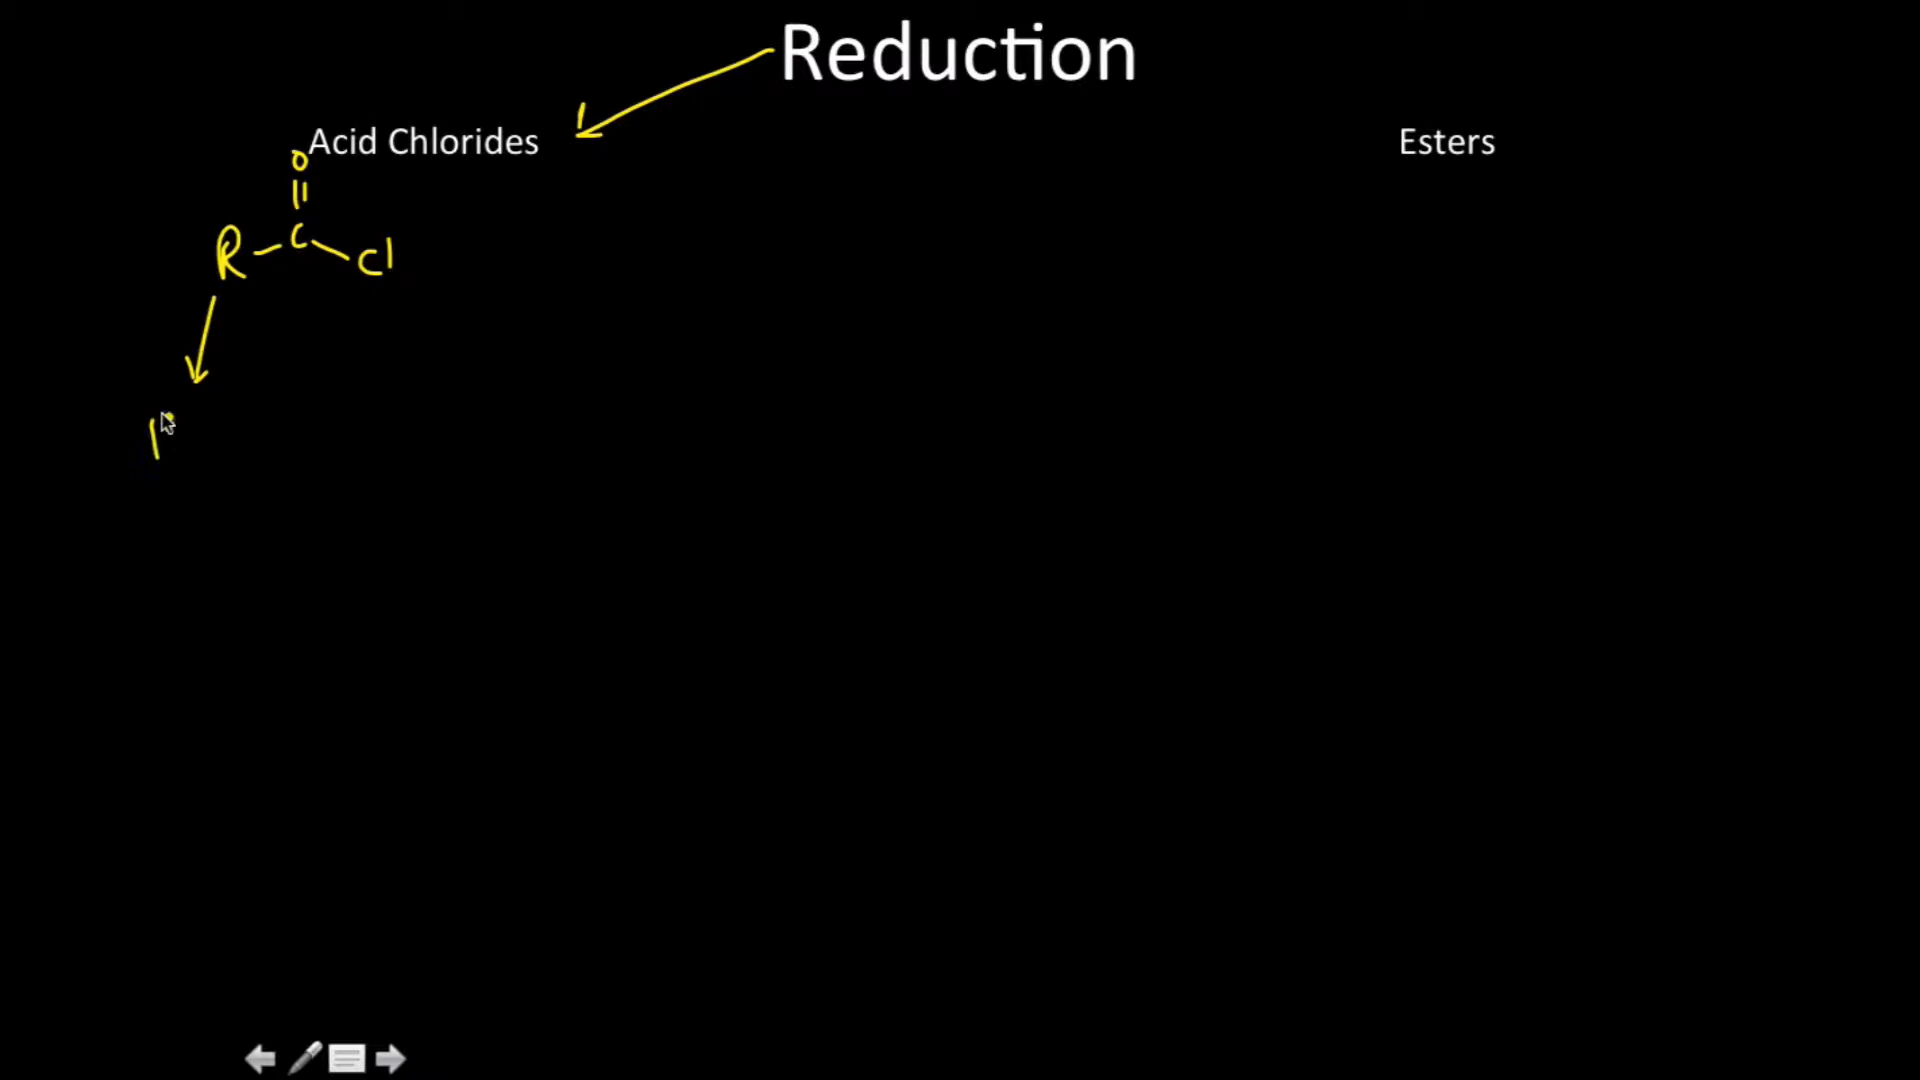 Reduction
Acid Chlorides
Esters
O
R-C-Cl